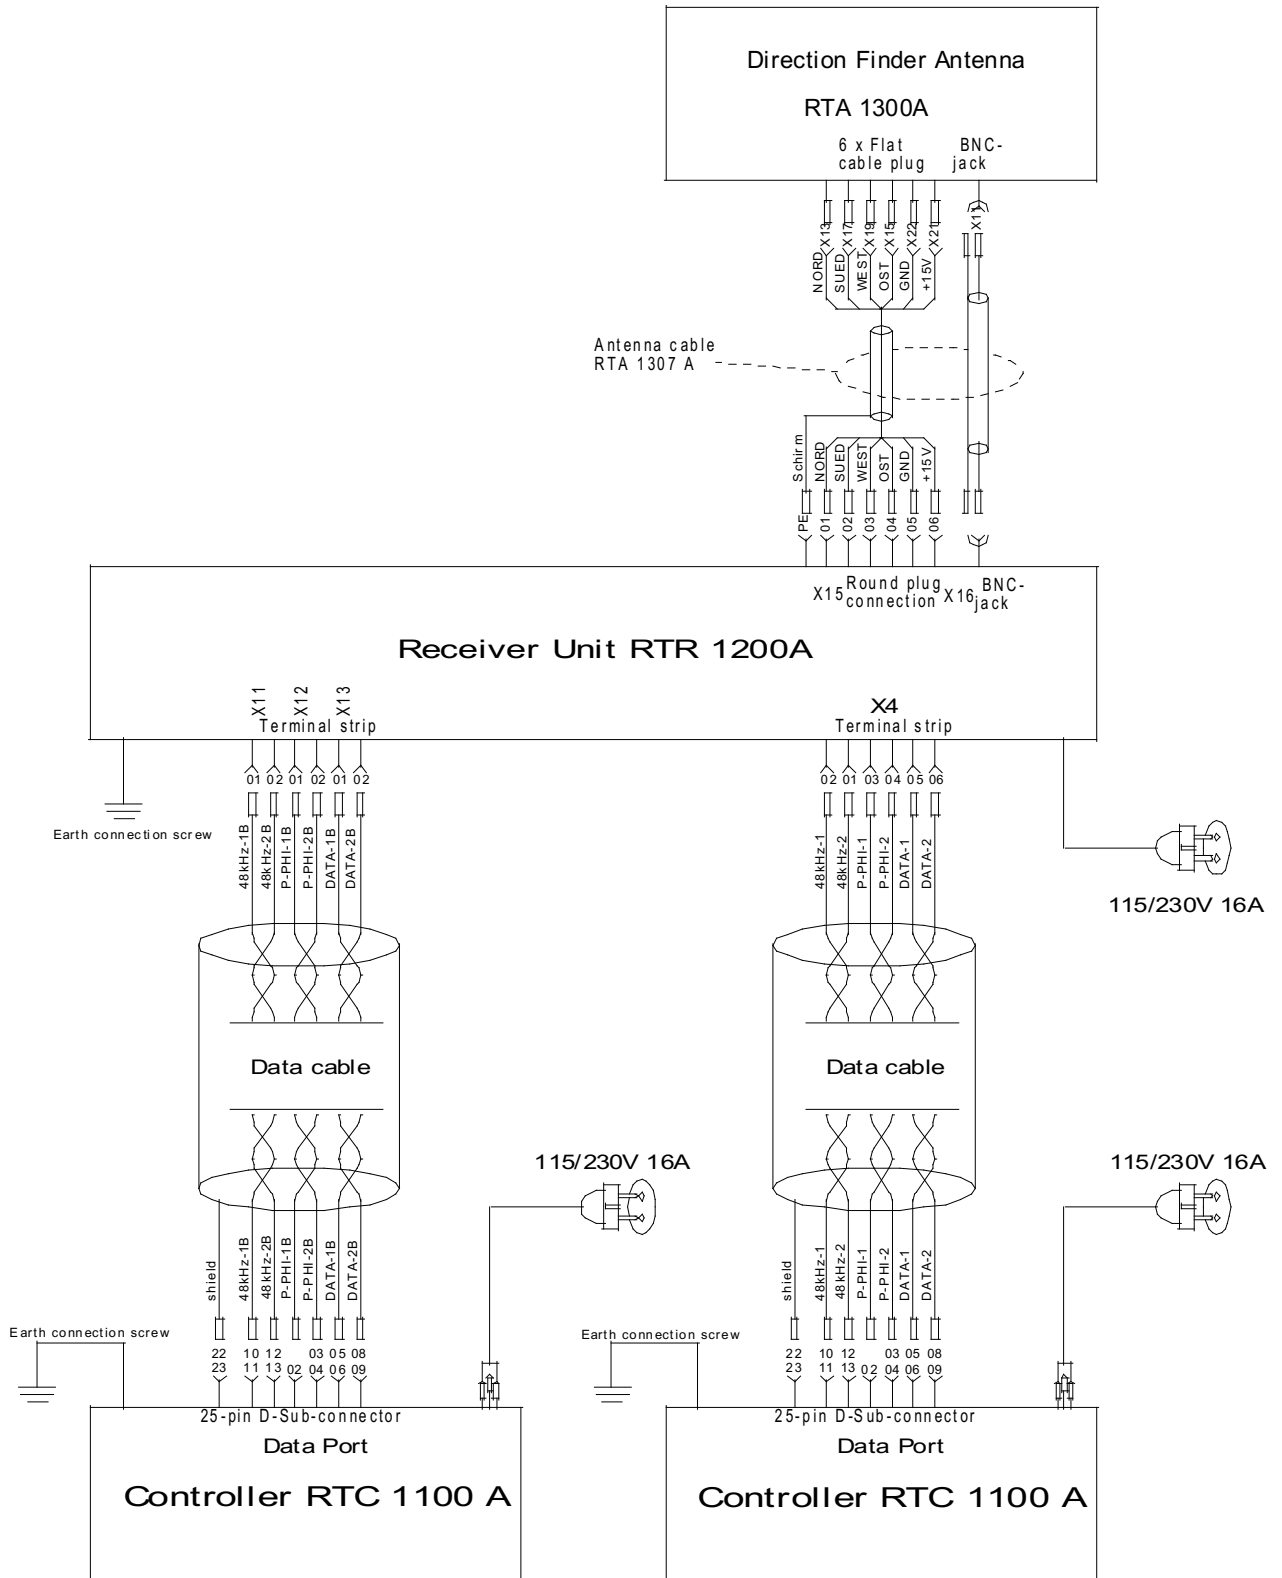 Direction Finder Antenna
RTA 1300A
6 x Flat
cable plug
BNC-
jack
X13 X17 X19 X15 X22 X21 X11
NORD SUED WEST OST GND +15V
Antenna cable
RTA 1307 A
Schirm NORD SUED WEST OST GND +15V
PE 01 02 03 04 05 06
X15 Round plug
connection
X16 BNC-
jack
Receiver Unit RTR 1200A
X11 X12 X13
Terminal strip
X4
Terminal strip
01 02 01 02 01 02
02 01 03 04 05 06
Earth connection screw
48kHz-1B 48kHz-2B P-PHI-1B P-PHI-2B DATA-1B DATA-2B
48kHz-1 48kHz-2 P-PHI-1 P-PHI-2 DATA-1 DATA-2
115/230V 16A
Data cable
Data cable
115/230V 16A
115/230V 16A
shield 48kHz-1B 48kHz-2B P-PHI-1B P-PHI-2B DATA-1B DATA-2B
shield 48kHz-1 48kHz-2 P-PHI-1 P-PHI-2 DATA-1 DATA-2
Earth connection screw
Earth connection screw
22 10 12 03 05 08
23 11 13 02 04 06 09
22 10 12 03 05 08
23 11 13 02 04 06 09
25-pin D-Sub-connector
Data Port
Controller RTC 1100 A
25-pin D-Sub-connector
Data Port
Controller RTC 1100 A